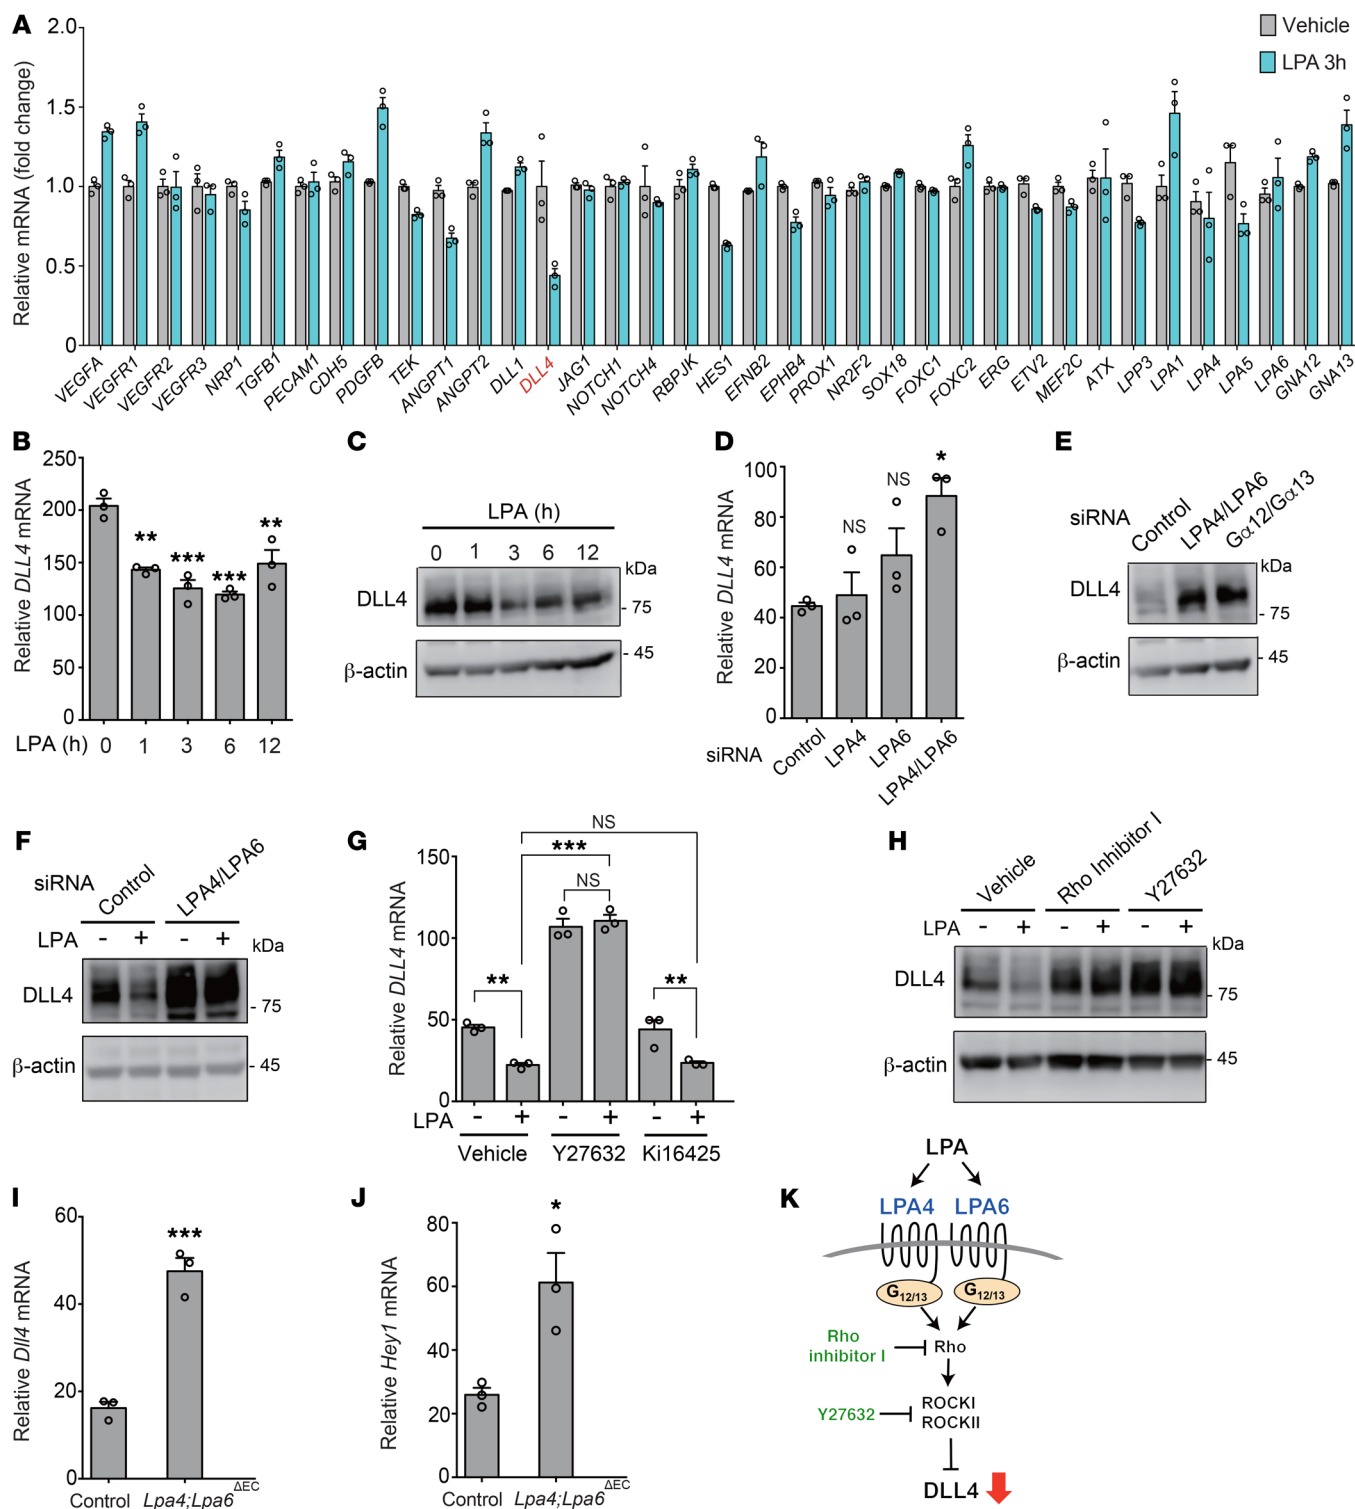 A
2.0
1.5
1.0
0.5
0
Relative mRNA (fold change)
Vehicle
LPA 3h
VEGFA
VEGFR1
VEGFR2
VEGFR3
NRP1
TGFB1
PECAM1
CDH5
PDGFB
TEK
ANGPT1
ANGPT2
DLL1
DLL4
JAG1
NOTCH1
NOTCH4
RBPJK
HES1
EFNB2
EPHB4
PROX1
NR2F2
SOX18
FOXC1
FOXC2
ERG
ETV2
MEF2C
ATX
LPP3
LPA1
LPA4
LPA5
LPA6
GNA12
GNA13
B
250
200
150
100
50
0
Relative DLL4 mRNA
**
***
***
**
LPA (h) 0 1 3 6 12
C
LPA (h)
0 1 3 6 12
kDa
DLL4
- 75
- 45
β-actin
D
100
80
60
40
20
0
Relative DLL4 mRNA
NS
NS
*
siRNA
Control
LPA4
LPA6
LPA4/LPA6
E
siRNA
Control
LPA4/LPA6
Gα12/Gα13
kDa
DLL4
- 75
- 45
β-actin
F
siRNA
Control
LPA4/LPA6
LPA - + - +
kDa
DLL4
- 75
β-actin
- 45
G
150
100
50
0
Relative DLL4 mRNA
NS
***
NS
**
**
LPA - + - + - +
Vehicle Y27632 Ki16425
H
Vehicle
Rho Inhibitor I
Y27632
LPA - + - + - +
kDa
DLL4
- 75
β-actin
- 45
I
60
40
20
0
Relative Dll4 mRNA
***
Control Lpa4;Lpa6 ΔEC
J
80
60
40
20
0
Relative Hey1 mRNA
*
Control Lpa4;Lpa6 ΔEC
K
LPA
LPA4 LPA6
G12/13 G12/13
Rho
inhibitor I
Rho
Y27632
ROCKI
ROCKII
DLL4